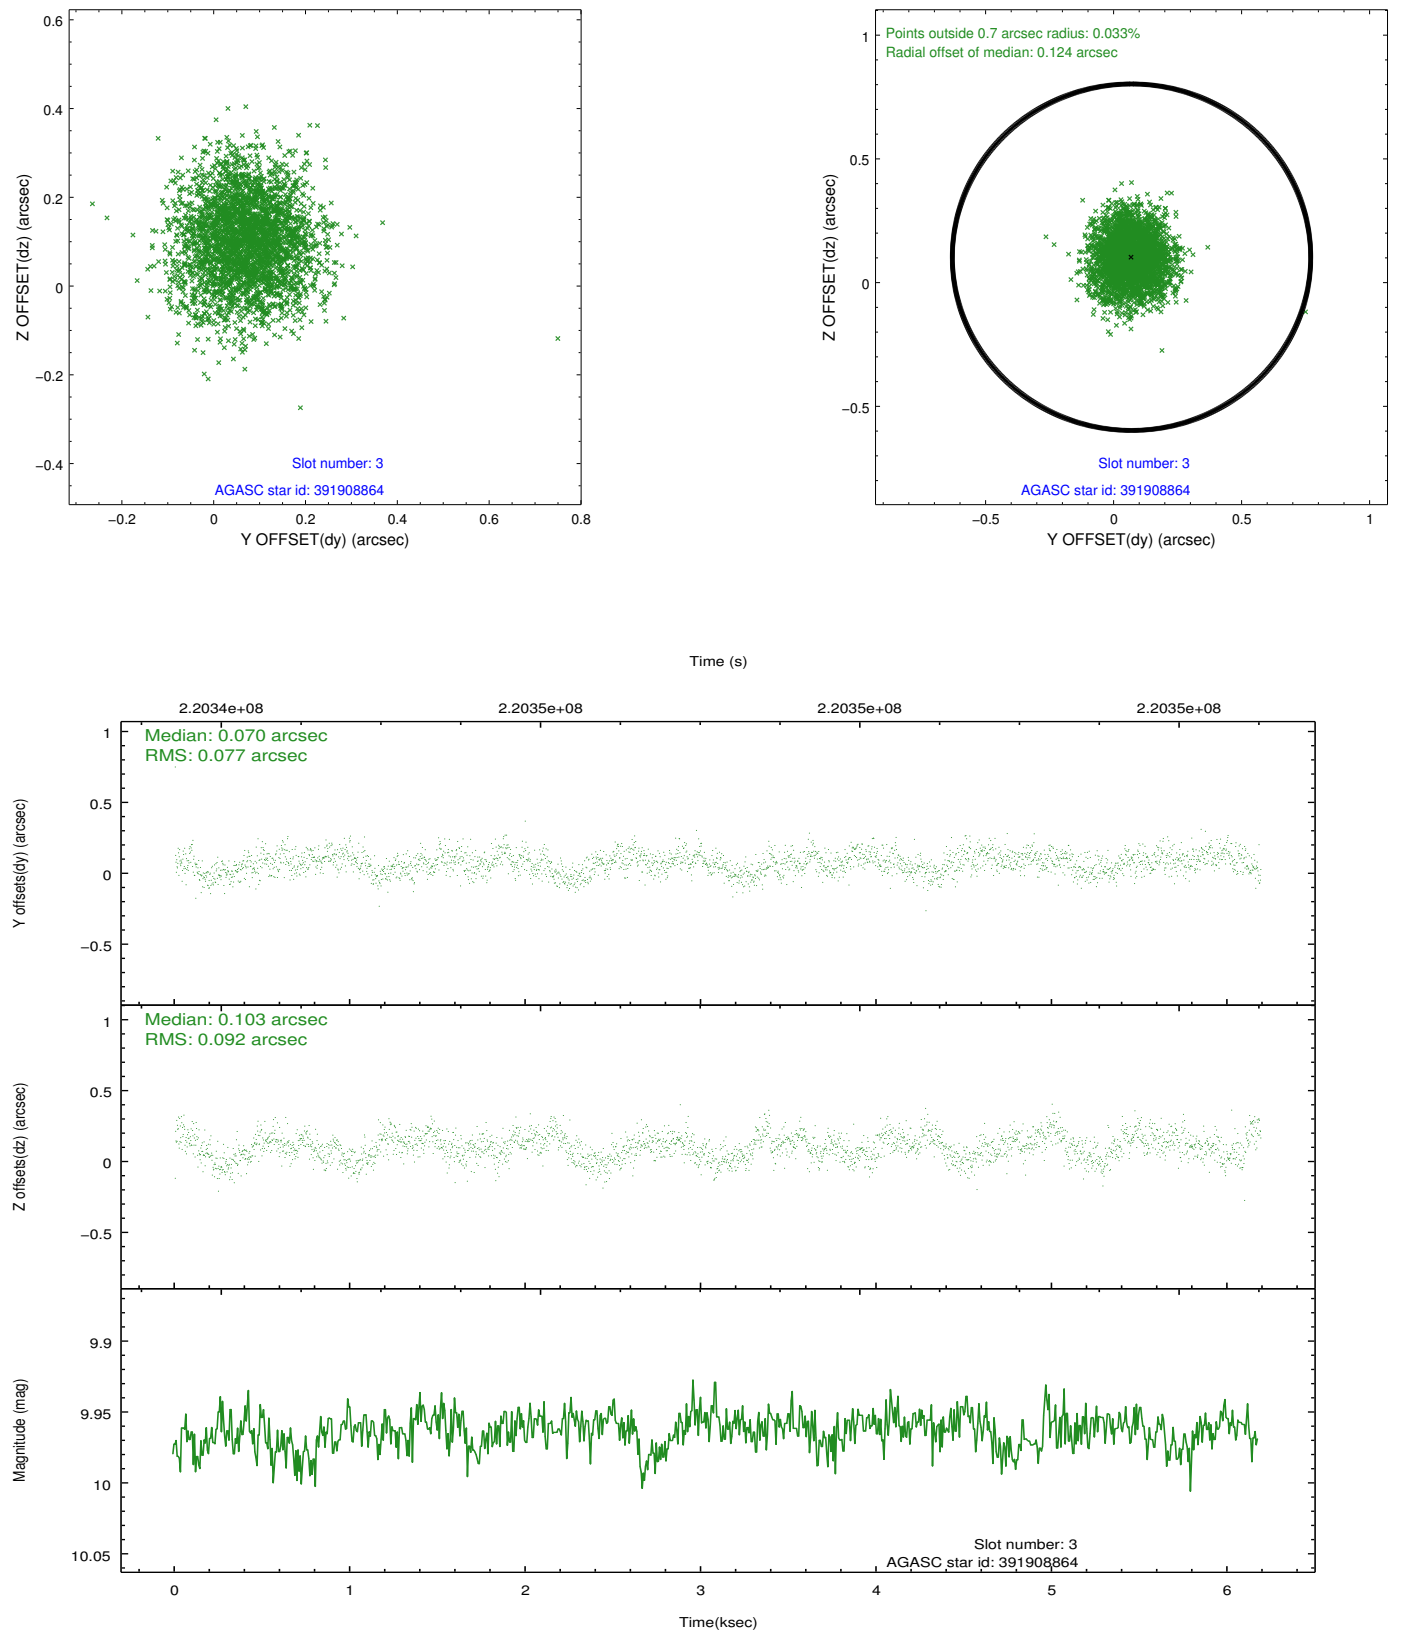 0.6
0.4
0.2
0
−0.2
−0.4
Z OFFSET(dz) (arcsec)
Slot number: 3
AGASC star id: 391908864
−0.2 0 0.2 0.4 0.6 0.8
Y OFFSET(dy) (arcsec)
Points outside 0.7 arcsec radius: 0.033%
Radial offset of median: 0.124 arcsec
1
0.5
0
−0.5
Z OFFSET(dz) (arcsec)
Slot number: 3
AGASC star id: 391908864
−0.5 0 0.5 1
Y OFFSET(dy) (arcsec)
Time (s)
2.2034e+08 2.2035e+08 2.2035e+08 2.2035e+08
Median: 0.070 arcsec
RMS: 0.077 arcsec
1
0.5
0
−0.5
Y offsets(dy) (arcsec)
Median: 0.103 arcsec
RMS: 0.092 arcsec
1
0.5
0
−0.5
Z offsets(dz) (arcsec)
9.9
9.95
10
10.05
Magnitude (mag)
Slot number: 3
AGASC star id: 391908864
0 1 2 3 4 5 6
Time(ksec)